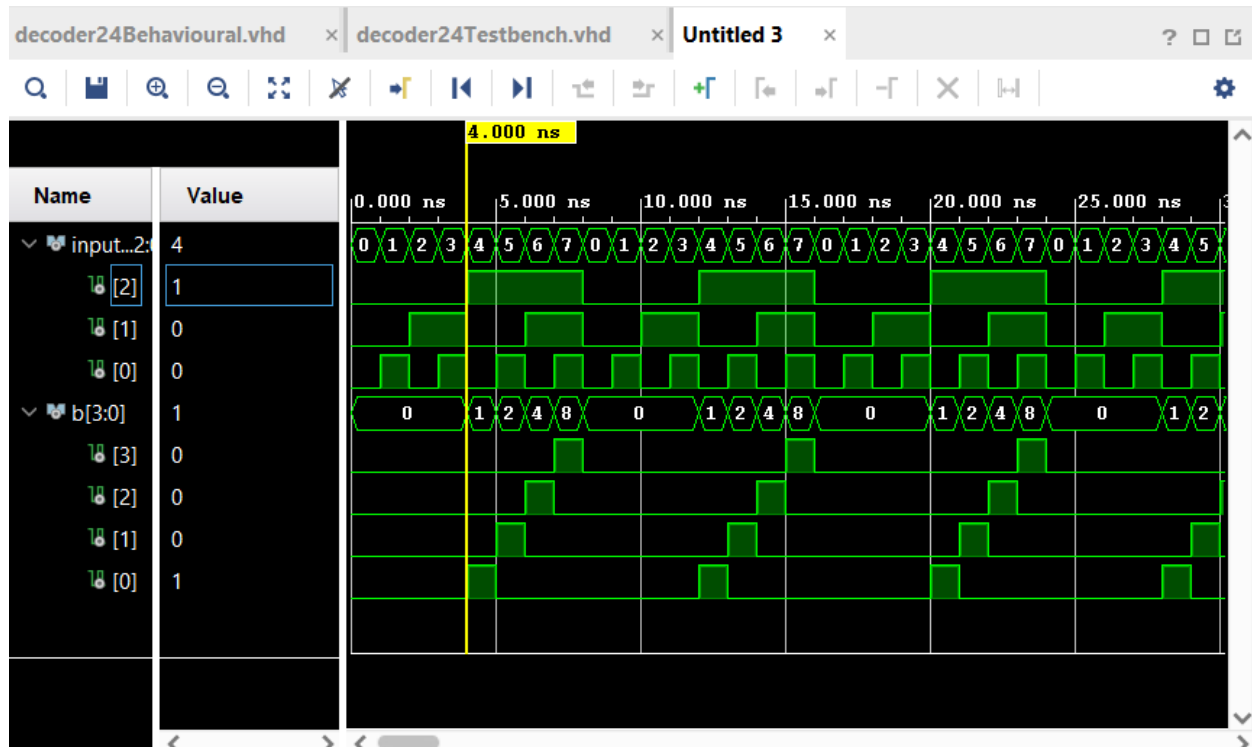 decoder24Behavioural.vhd × decoder24Testbench.vhd × Untitled 3 ×
4.000 ns
Name Value
0.000 ns 5.000 ns 10.000 ns 15.000 ns 20.000 ns 25.000 ns
input...2:0 4 0 1 2 3 4 5 6 7 0 1 2 3 4 5 6 7 0 1 2 3 4 5 6 7 0 1 2 3 4 5
[2] 1
[1] 0
[0] 0
b[3:0] 1 0 1 2 4 8 0 1 2 4 8 0 1 2 4 8 0 1 2
[3] 0
[2] 0
[1] 0
[0] 1